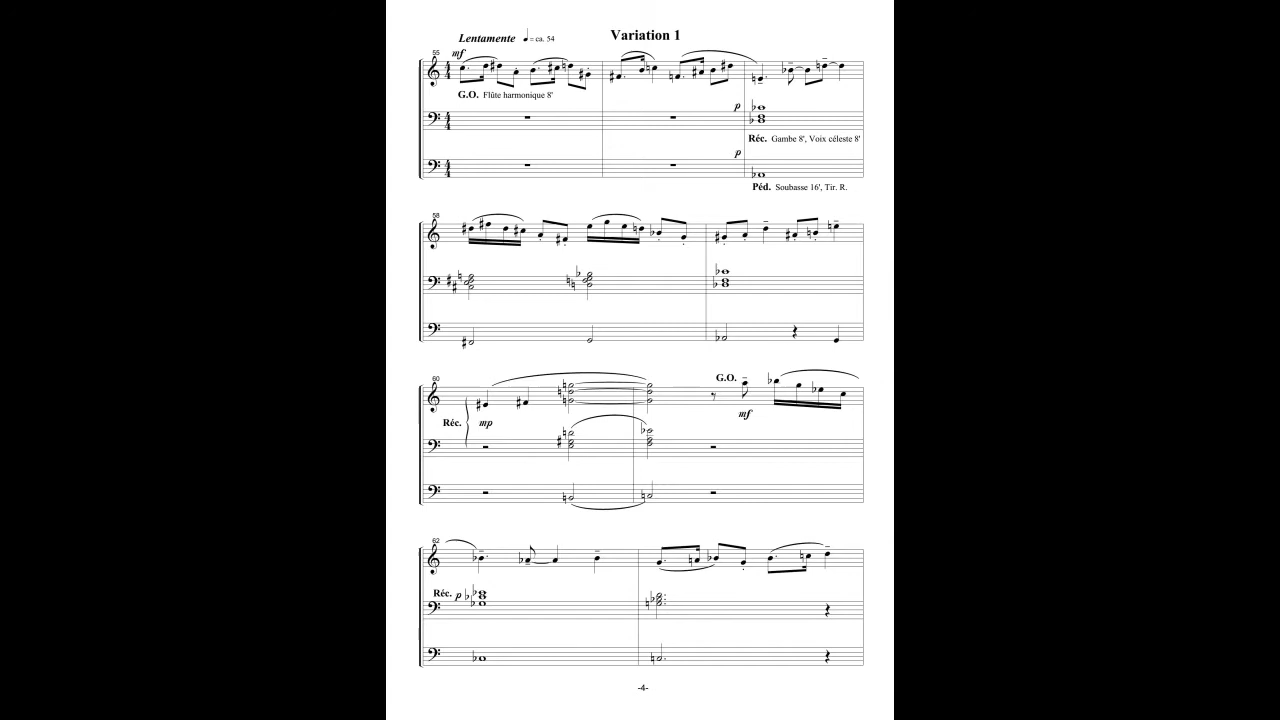 Variation 1
Lentamente = ca. 54
55
mf
G.O. Flûte harmonique 8'
p
Réc. Gambe 8', Voix céleste 8'
p
Péd. Soubasse 16', Tir. R.
58
60
G.O.
Réc. mp
mf
62
Réc. p
-4-